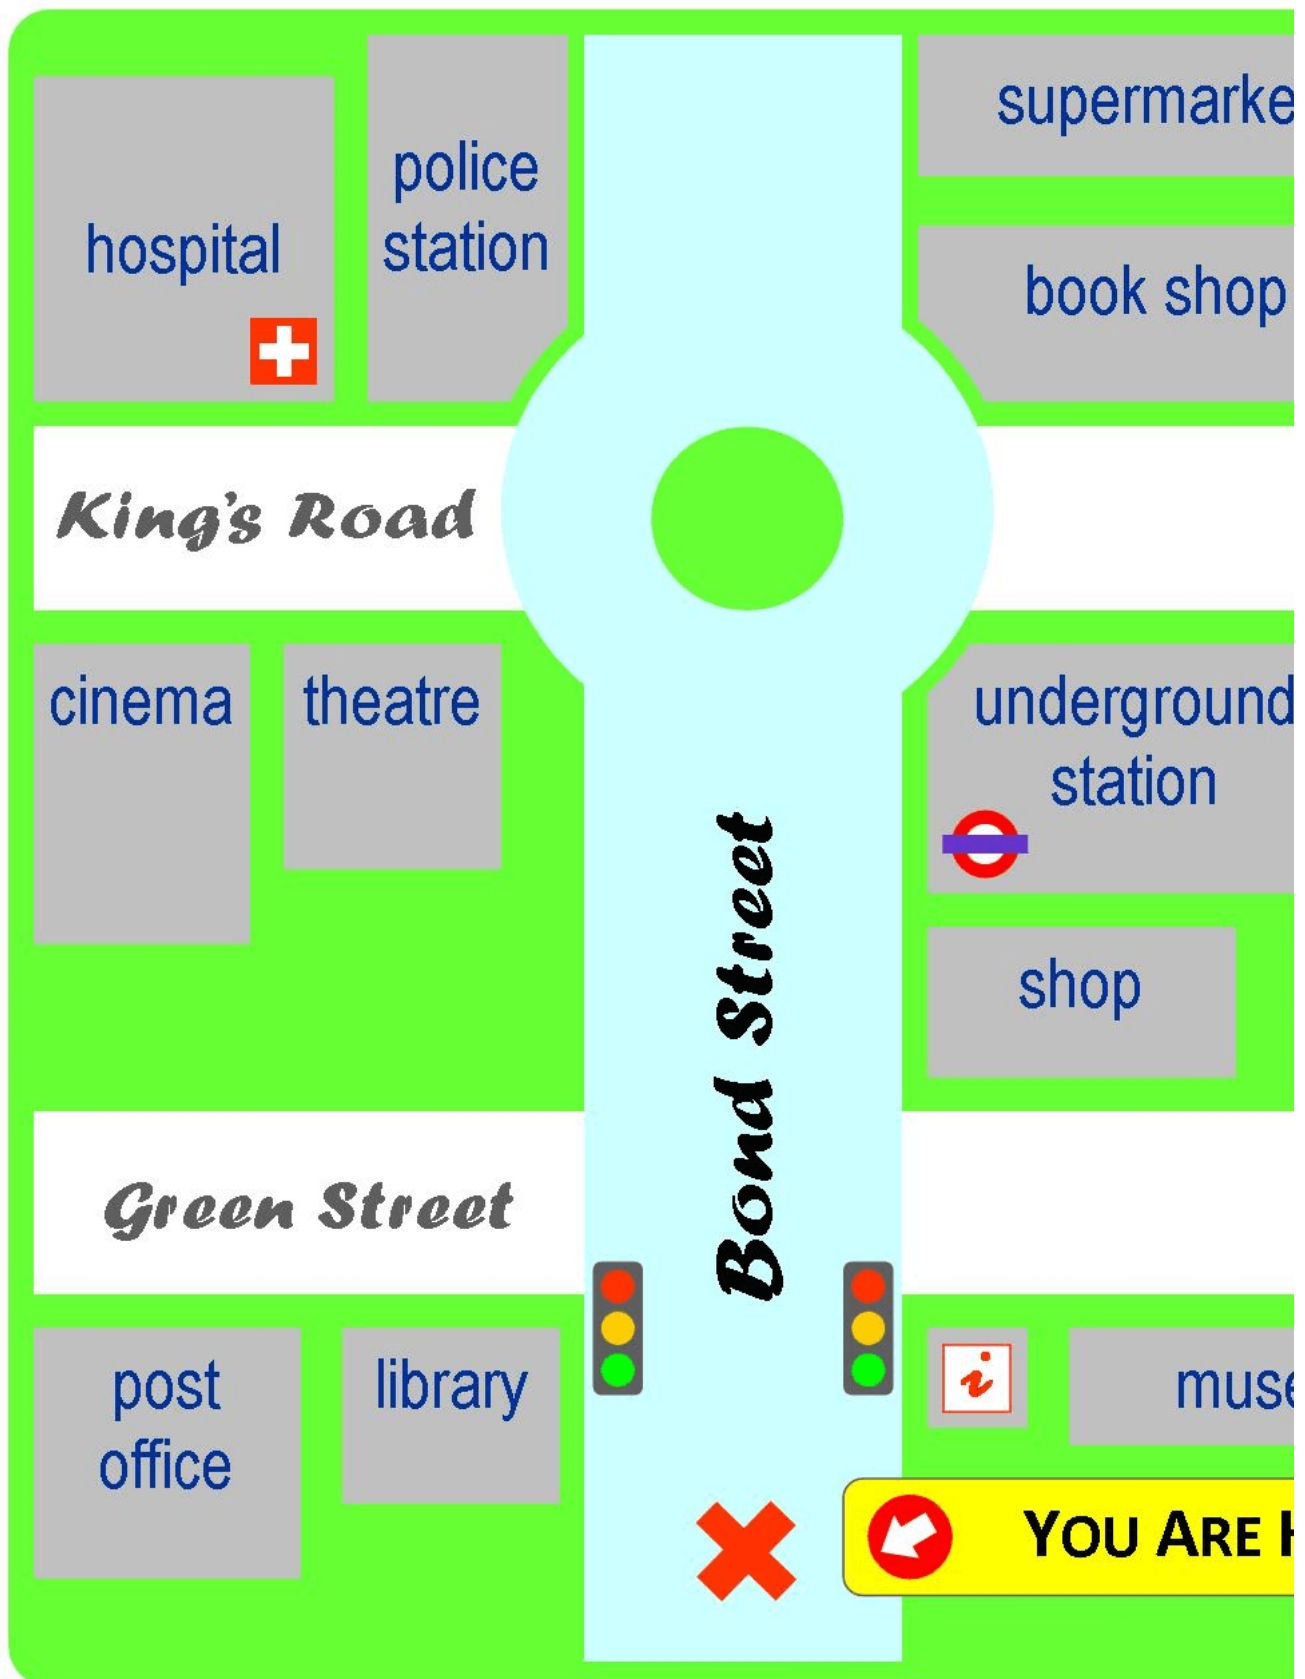 supermarke
police
station
hospital
book shop
King's Road
cinema
theatre
underground
station
shop
Bond Street
Green Street
post
office
library
i
muse
YOU ARE H